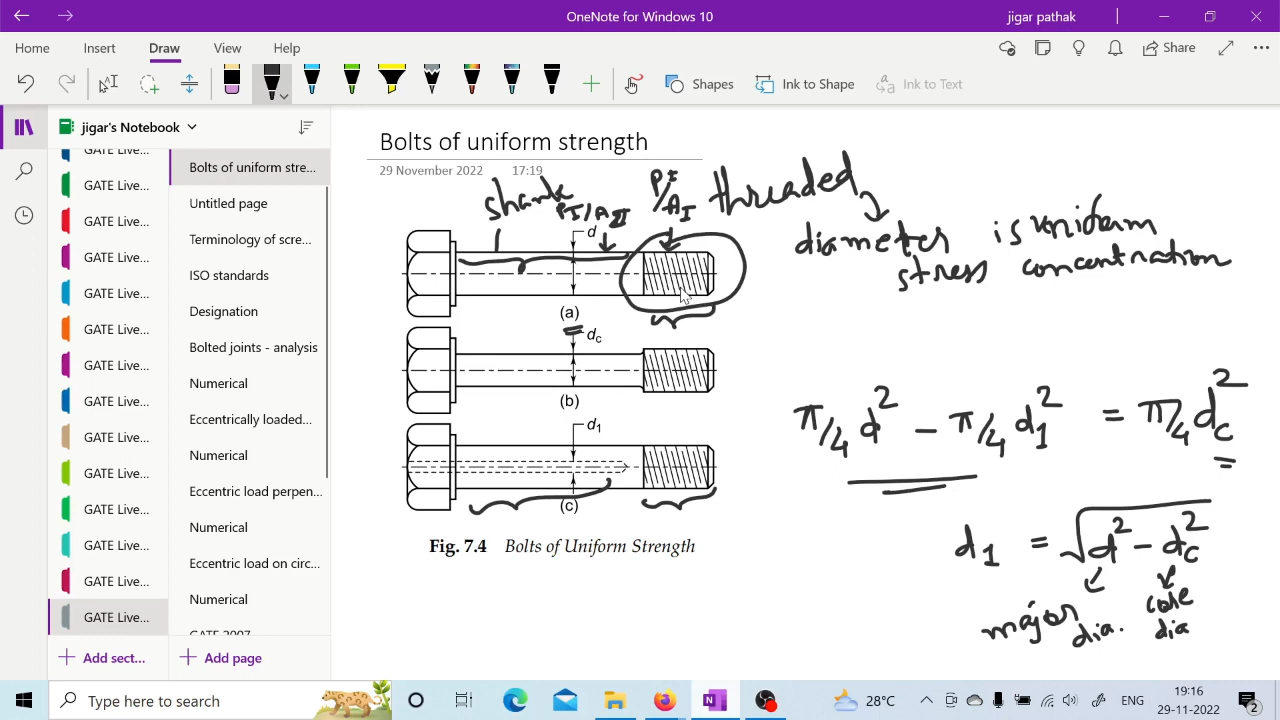 OneNote for Windows 10
jigar pathak
Home Insert Draw View Help
Share
Shapes
Ink to Shape
Ink to Text
jigar's Notebook
GATE Live...
GATE Live...
GATE Live...
GATE Live...
GATE Live...
GATE Live...
GATE Live...
GATE Live...
GATE Live...
GATE Live...
GATE Live...
GATE Live...
GATE Live...
GATE Live...
Add sect...
Bolts of uniform stre...
Untitled page
Terminology of scre...
ISO standards
Designation
Bolted joints - analysis
Numerical
Eccentrically loaded...
Numerical
Eccentric load perpen...
Numerical
Eccentric load on circ...
Numerical
GATE 2007
Add page
Bolts of uniform strength
29 November 2022 17:19
shank
PI/AII
threaded
diameter is uniform
stress concentration
d
(a)
dc
(b)
d1
(c)
Fig. 7.4 Bolts of Uniform Strength
π/4 d² - π/4 d1² = π/4 dc²
d1 = √d² - dc²
major dia.
core dia
Type here to search
28°C
ENG
19:16
29-11-2022
2